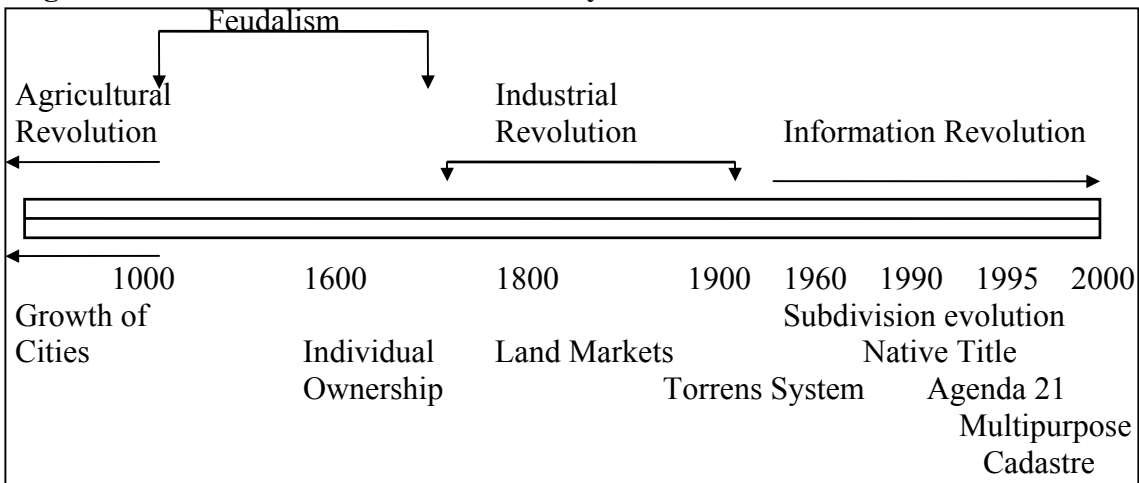 Feudalism
Agricultural
Revolution
Industrial
Revolution
Information Revolution
1000 1600 1800 1900 1960 1990 1995 2000
Growth of
Cities
Individual
Ownership
Land Markets
Torrens System
Subdivision evolution
Native Title
Agenda 21
Multipurpose
Cadastre